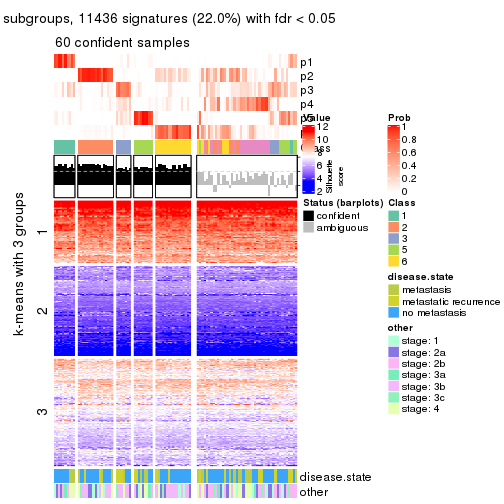 subgroups, 11436 signatures (22.0%) with fdr < 0.05
60 confident samples
p1
p2
p3
p4
Value
12
10
8
6
4
2
Prob
1
0.8
0.6
0.4
0.2
0
Silhouette
score
Status (barplots)
confident
ambiguous
Class
1
2
3
5
6
k-means with 3 groups
1
2
3
disease.state
metastasis
metastatic recurrence
no metastasis
other
stage: 1
stage: 2a
stage: 2b
stage: 3a
stage: 3b
stage: 3c
stage: 4
disease.state
other